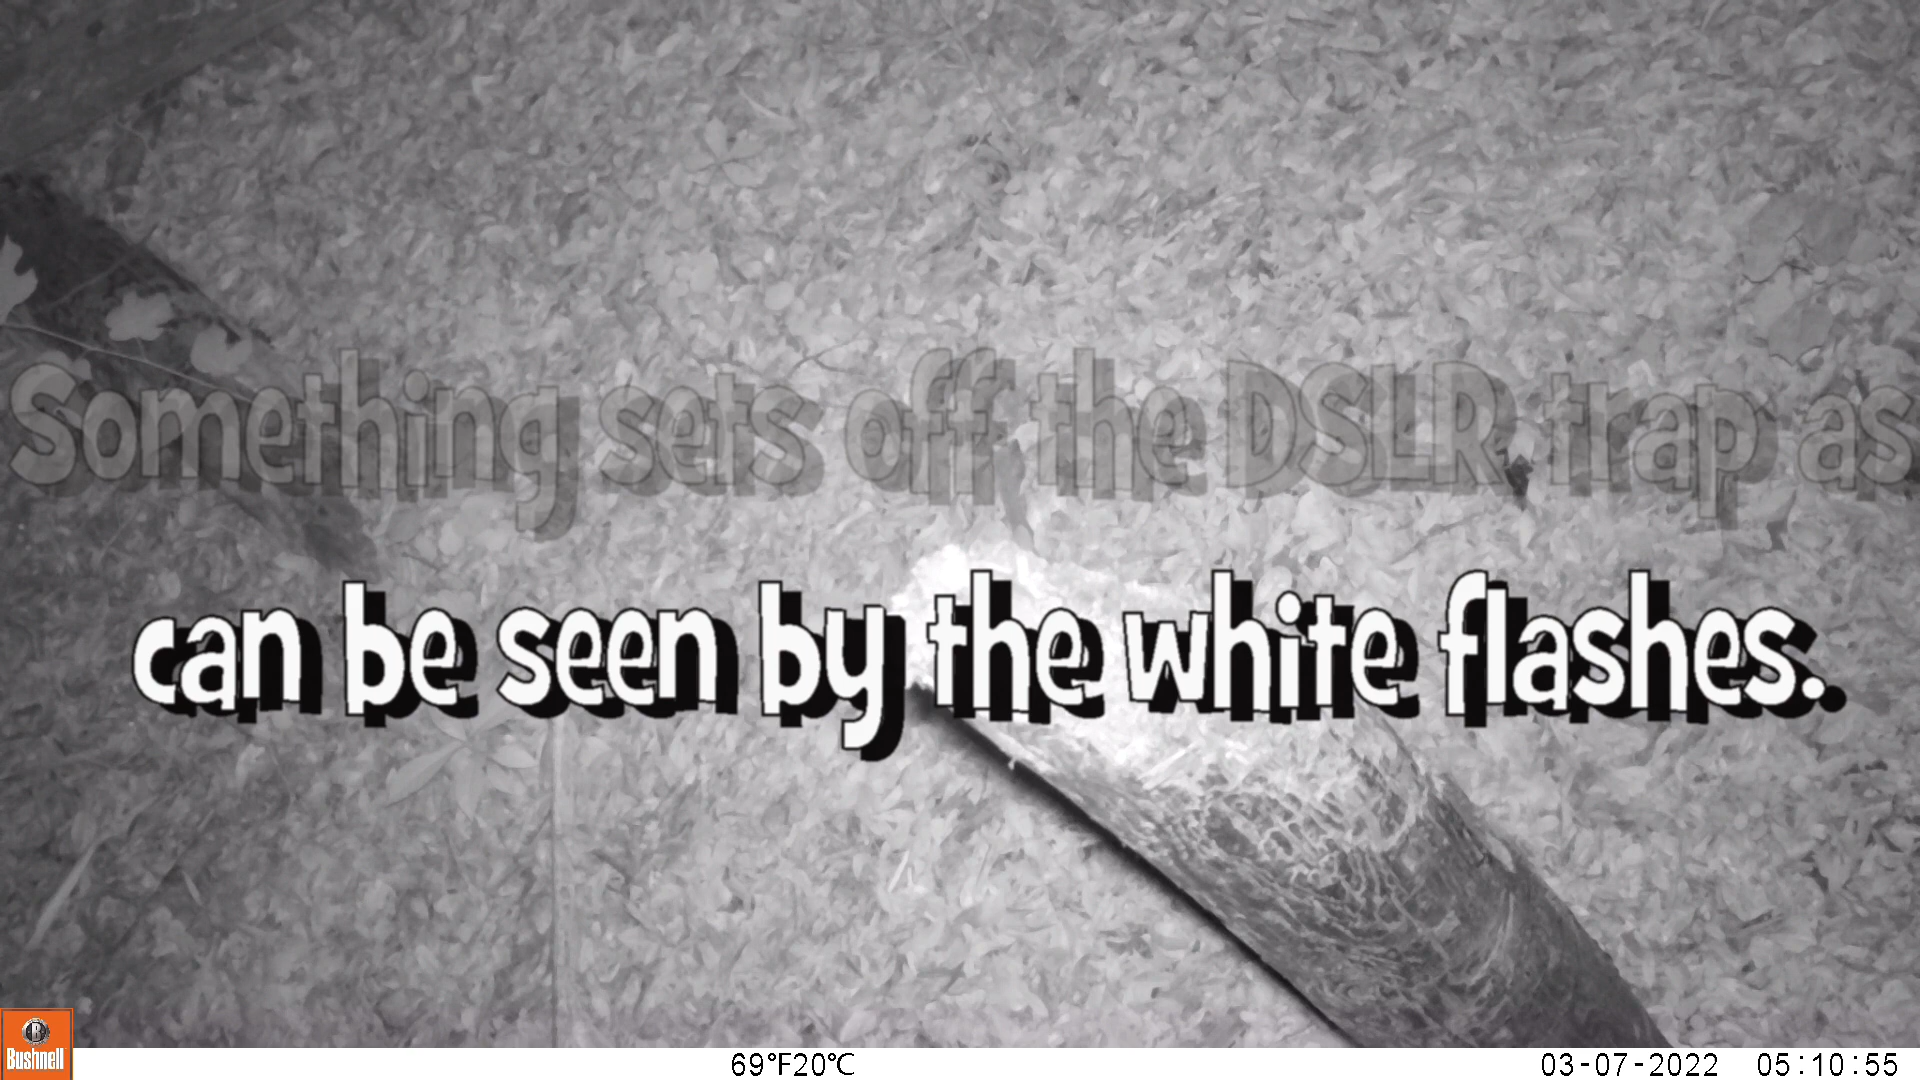 Something sets off the DSLR trap as
can be seen by the white flashes.
B
Bushnell
69°F20℃ 03-07-2022 05:10:55